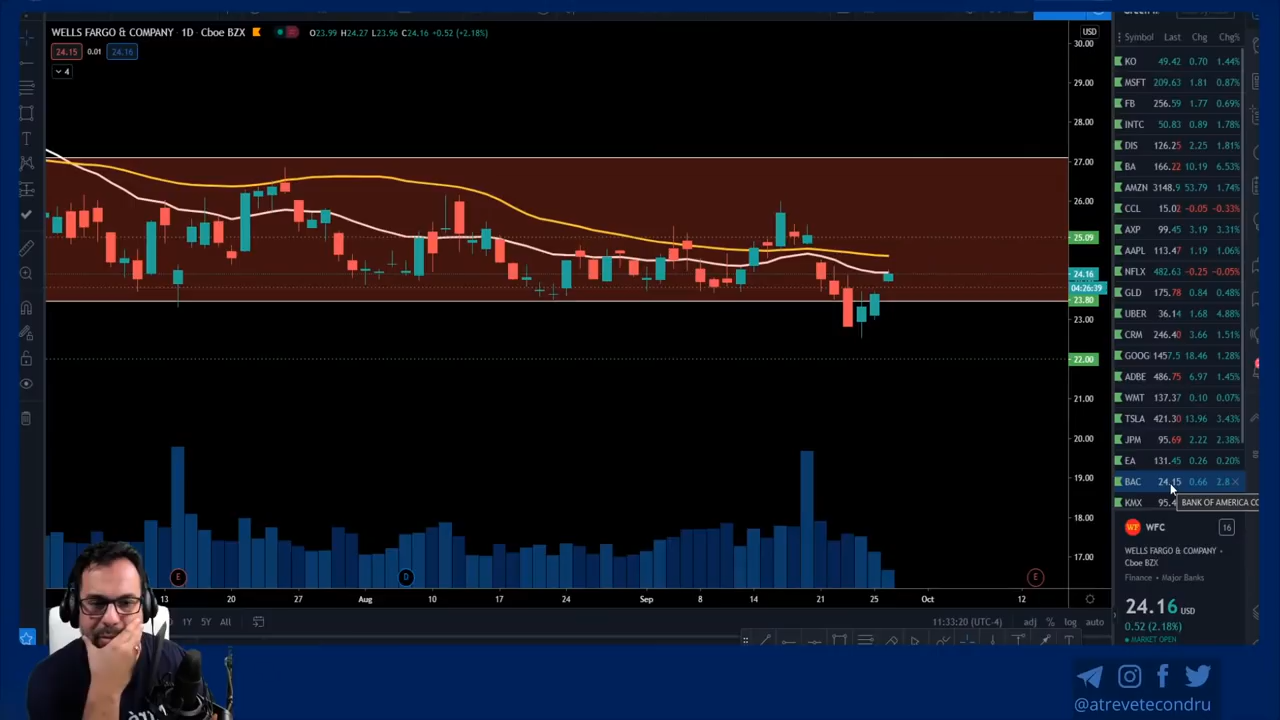 WELLS FARGO & COMPANY · 1D · Cboe BZX O23.99 H24.27 L23.96 C24.16 +0.52 (+2.18%)
24.15 0.01 24.16
4
USD
30.00
29.00
28.00
27.00
26.00
25.09
24.16
04:26:39
23.80
23.00
22.00
21.00
20.00
19.00
18.00
17.00
E
D
E
13 20 27 Aug 10 17 24 Sep 8 14 21 25 Oct 12
1Y 5Y All
11:33:20 (UTC-4) adj % log auto
Symbol Last Chg Chg%
KO 49.42 0.70 1.44%
MSFT 209.63 1.81 0.87%
FB 256.59 1.77 0.69%
INTC 50.83 0.89 1.78%
DIS 126.25 2.25 1.81%
BA 166.22 10.19 6.53%
AMZN 3148.9 53.79 1.74%
CCL 15.02 -0.05 -0.33%
AXP 99.45 3.19 3.31%
AAPL 113.47 1.19 1.06%
NFLX 482.63 -0.25 -0.05%
GLD 175.78 0.84 0.48%
UBER 36.14 1.68 4.88%
CRM 246.40 3.66 1.51%
GOOG 1457.5 18.46 1.28%
ADBE 486.75 6.97 1.45%
WMT 137.37 0.10 0.07%
TSLA 421.30 13.96 3.43%
JPM 95.69 2.22 2.38%
EA 131.45 0.26 0.20%
BAC 24.15 0.66 2.8
KMX 95.4 BANK OF AMERICA CO
WF WFC 16
WELLS FARGO & COMPANY •
Cboe BZX
Finance • Major Banks
24.16 USD
0.52 (2.18%)
MARKET OPEN
@atrevetecondru